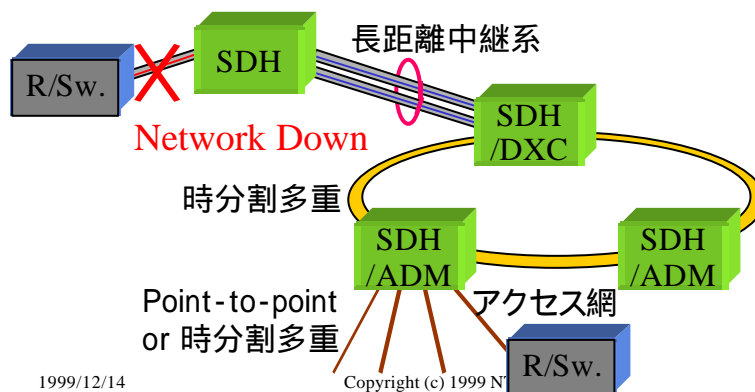 長距離中継系
SDH
R/Sw.
SDH
/DXC
Network Down
時分割多重
SDH
/ADM
SDH
/ADM
Point-to-point
or 時分割多重
アクセス網
R/Sw.
1999/12/14
Copyright (c) 1999